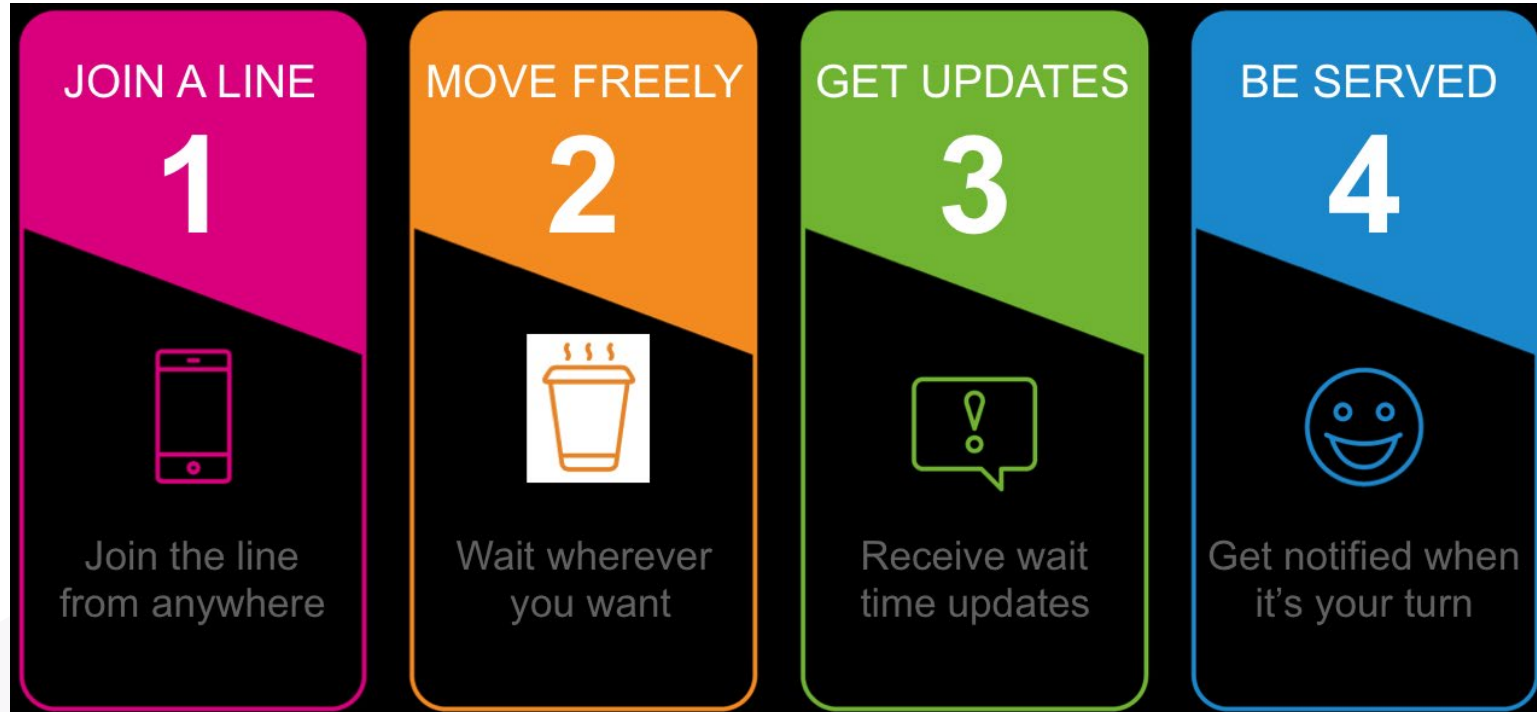 JOIN A LINE
1
Join the line
from anywhere
MOVE FREELY
2
Wait wherever
you want
GET UPDATES
3
Receive wait
time updates
BE SERVED
4
Get notified when
it’s your turn